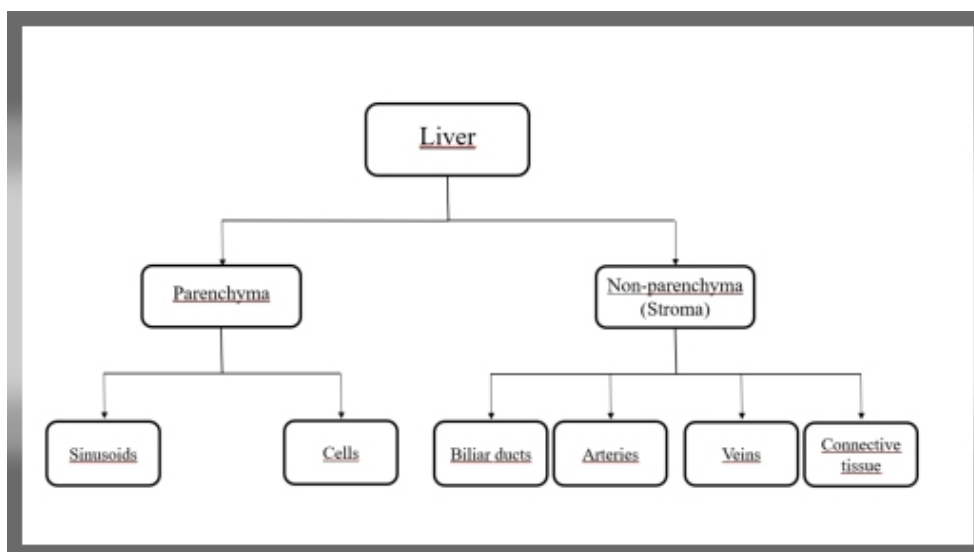 Liver
Parenchyma
Non-parenchyma
(Stroma)
Sinusoids
Cells
Biliar ducts
Arteries
Veins
Connective
tissue